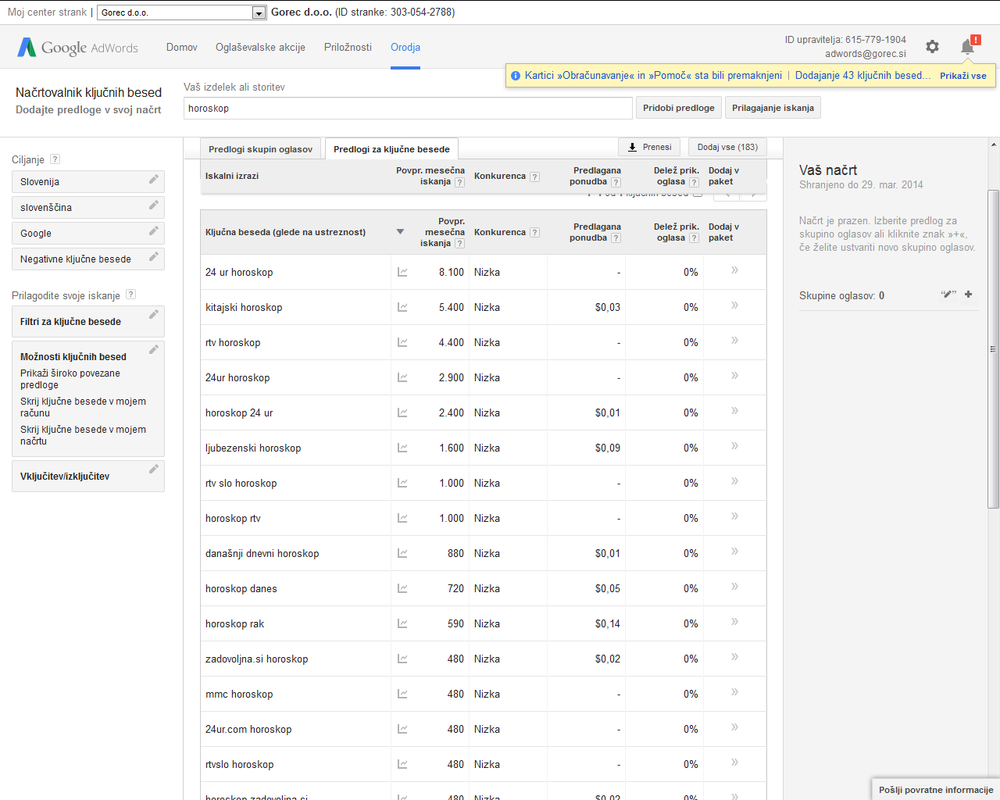 Moj center strank | Gorec d.o.o. Gorec d.o.o. (ID stranke: 303-054-2788)
Google AdWords Domov Oglaševalske akcije Priložnosti Orodja ID upravitelja: 615-779-1904
adwords@gorec.si
Kartici »Obračunavanje« in »Pomoč« sta bili premaknjeni | Dodajanje 43 ključnih besed... Prikaži vse
Načrtovalnik ključnih besed
Dodajte predloge v svoj načrt
Vaš izdelek ali storitev
horoskop Pridobi predloge Prilagajanje iskanja
Ciljanje ?
Slovenija
slovenščina
Google
Negativne ključne besede
Prilagodite svoje iskanje ?
Filtri za ključne besede
Možnosti ključnih besed
Prikaži široko povezane
predloge
Skrij ključne besede v mojem
računu
Skrij ključne besede v mojem
načrtu
Vključitev/izključitev
Predlogi skupin oglasov Predlogi za ključne besede Prenesi Dodaj vse (183)
Iskalni izrazi Povpr. mesečna iskanja ? Konkurenca ? Predlagana ponudba ? Delež prik. oglasa ? Dodaj v paket
Ključna beseda (glede na ustreznost) Povpr. mesečna iskanja ? Konkurenca ? Predlagana ponudba ? Delež prik. oglasa ? Dodaj v paket
24 ur horoskop 8.100 Nizka - 0% »
kitajski horoskop 5.400 Nizka $0,03 0% »
rtv horoskop 4.400 Nizka - 0% »
24ur horoskop 2.900 Nizka - 0% »
horoskop 24 ur 2.400 Nizka $0,01 0% »
ljubezenski horoskop 1.600 Nizka $0,09 0% »
rtv slo horoskop 1.000 Nizka - 0% »
horoskop rtv 1.000 Nizka - 0% »
današnji dnevni horoskop 880 Nizka $0,01 0% »
horoskop danes 720 Nizka $0,05 0% »
horoskop rak 590 Nizka $0,14 0% »
zadovoljna.si horoskop 480 Nizka $0,02 0% »
mmc horoskop 480 Nizka - 0% »
24ur.com horoskop 480 Nizka - 0% »
rtvslo horoskop 480 Nizka - 0% »
horoskop zadovoljna.si 480 Nizka $0,02 0% »
Vaš načrt
Shranjeno do 29. mar. 2014
Načrt je prazen. Izberite predlog za
skupino oglasov ali kliknite znak »+«,
če želite ustvariti novo skupino oglasov.
Skupine oglasov: 0
Pošlji povratne informacije